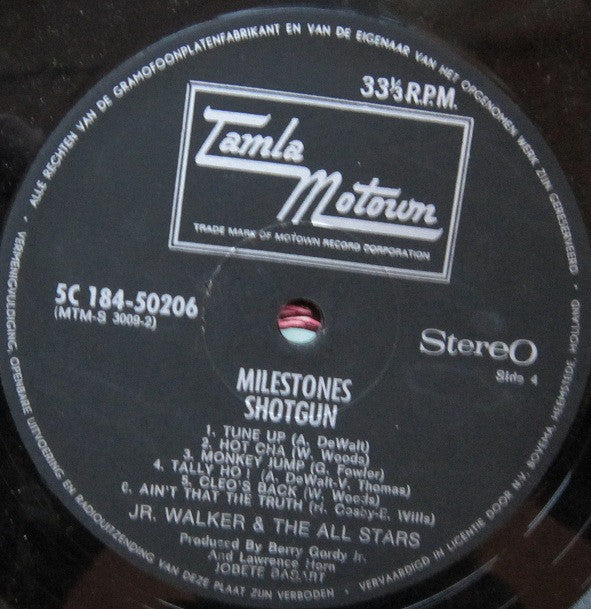 ALLE RECHTEN VAN DE GRAMOFOONPLATENFABRIKANT EN VAN DE EIGENAAR VAN HET OPGENOMEN WERK ZIJN GERESERVEERD
33⅓ R.P.M.
Tamla
Motown
TRADE MARK OF MOTOWN RECORD CORPORATION
5C 184-50206
(MTM-S 3009-2)
Stereo
Side 4
MILESTONES
SHOTGUN
1. TUNE UP (A. DeWalt)
2. HOT CHA (W. Woods)
3. MONKEY JUMP (G. Fowler)
4. TALLY HO ! (A. DeWalt-V. Thomas)
5. CLEO'S BACK (W. Woods)
6. AIN'T THAT THE TRUTH (H. Cosby-E. Wills)
JR. WALKER & THE ALL STARS
Produced By Berry Gordy Jr.
And Lawrence Horn
JOBETE BASART
VERMENIGVULDIGING, OPENBARE UITVOERING EN RADIOUITZENDING VAN DEZE PLAAT ZIJN VERBODEN
VERVAARDIGD IN LICENTIE DOOR N.V. BOVEMA, HEEMSTEDE, HOLLAND